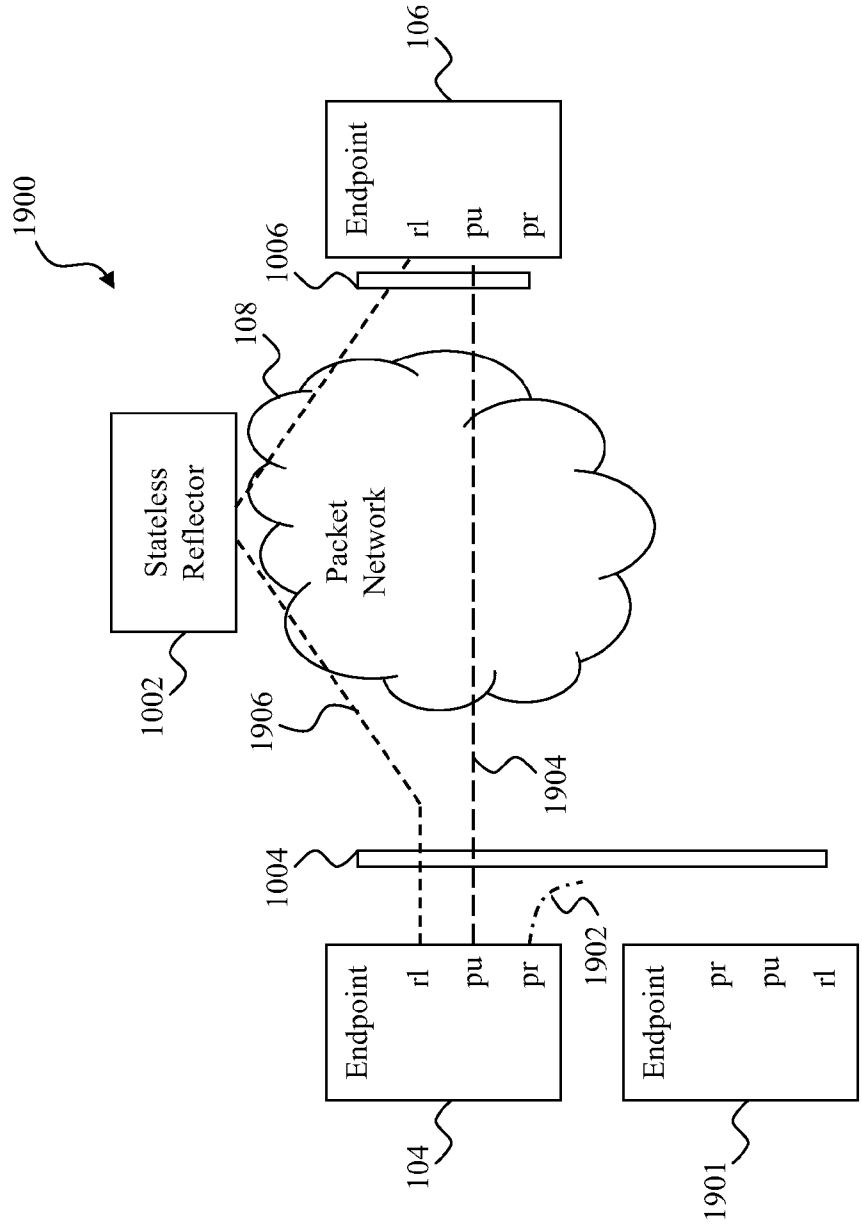 1900
Stateless
Reflector
1002
108
1906
Packet
Network
1904
1004
1006
106
Endpoint
rl
pu
pr
Endpoint
rl
pu
pr
104
1902
Endpoint
pr
pu
rl
1901